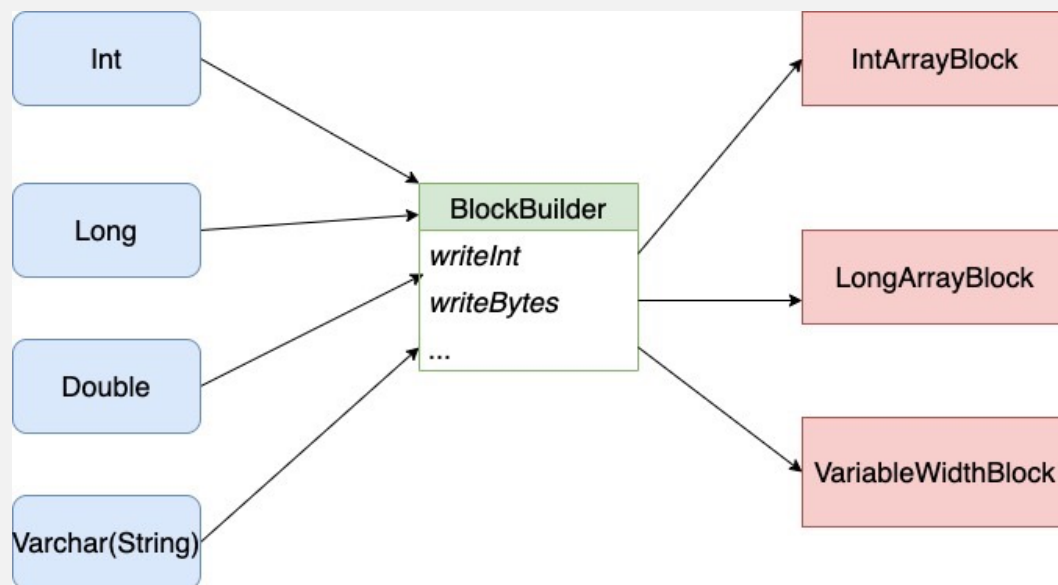 Int
Long
Double
Varchar(String)
BlockBuilder
writeInt
writeBytes
...
IntArrayBlock
LongArrayBlock
VariableWidthBlock